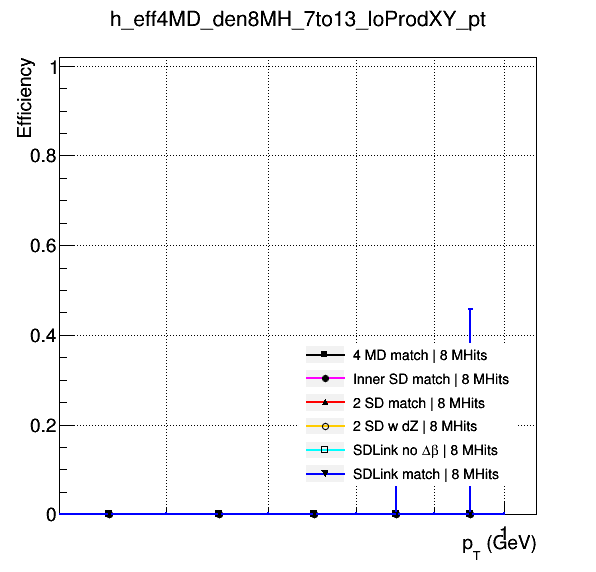 h_eff4MD_den8MH_7to13_loProdXY_pt
Efficiency
1
0.8
0.6
0.4
0.2
0
4 MD match | 8 MHits
Inner SD match | 8 MHits
2 SD match | 8 MHits
2 SD w dZ | 8 MHits
SDLink no Δβ | 8 MHits
SDLink match | 8 MHits
1
p_T (GeV)